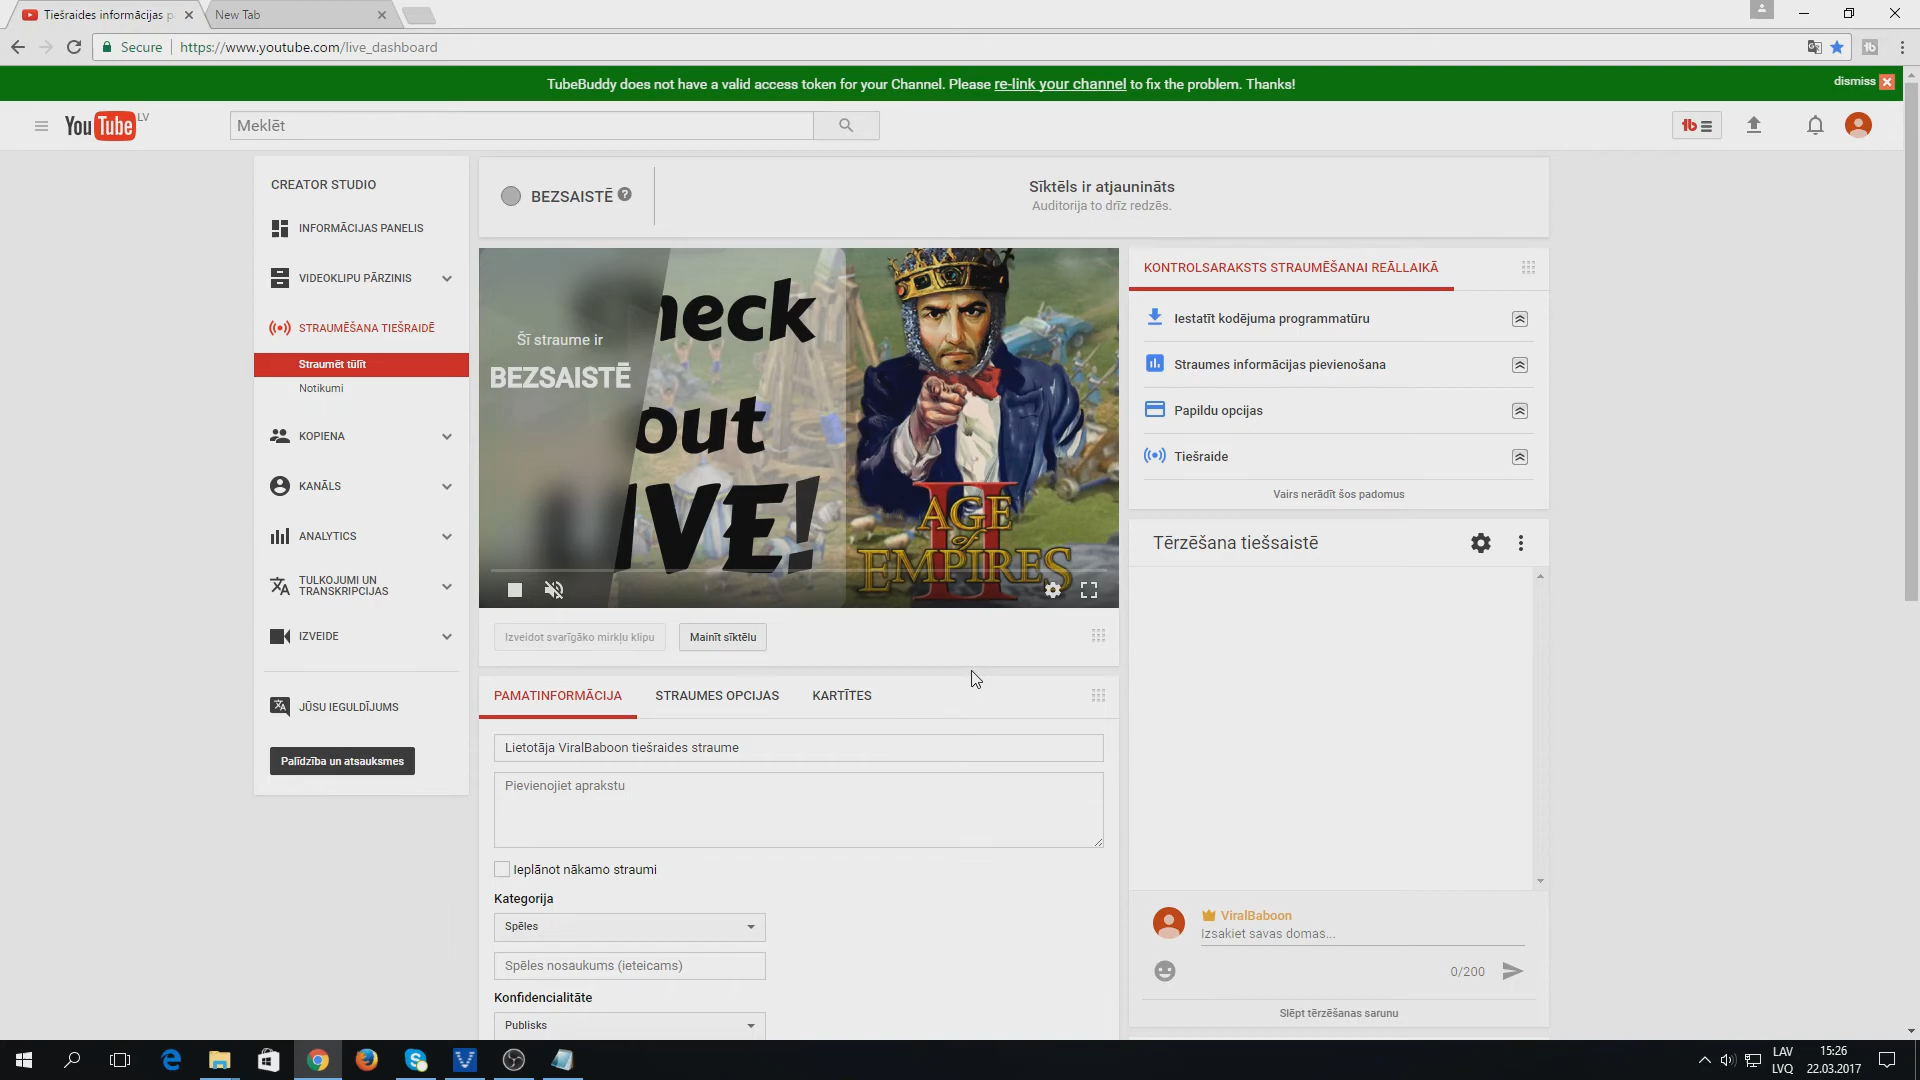 Tiešraides informācijas p
New Tab
Secure
https://www.youtube.com/live_dashboard
TubeBuddy does not have a valid access token for your Channel. Please re-link your channel to fix the problem. Thanks!
dismiss
YouTube LV
Meklēt
tb
CREATOR STUDIO
INFORMĀCIJAS PANELIS
VIDEOKLIPU PĀRZINIS
STRAUMĒŠANA TIEŠRAIDĒ
Straumēt tūlīt
Notikumi
KOPIENA
KANĀLS
ANALYTICS
TULKOJUMI UN
TRANSKRIPCIJAS
IZVEIDE
JŪSU IEGULDĪJUMS
Palīdzība un atsauksmes
BEZSAISTĒ
Sīktēls ir atjaunināts
Auditorija to drīz redzēs.
Šī straume ir
BEZSAISTĒ
heck
out
IVE!
AGE
of
EMPIRES
II
Izveidot svarīgāko mirkļu klipu
Mainīt sīktēlu
PAMATINFORMĀCIJA
STRAUMES OPCIJAS
KARTĪTES
Lietotāja ViralBaboon tiešraides straume
Pievienojiet aprakstu
Ieplānot nākamo straumi
Kategorija
Spēles
Spēles nosaukums (ieteicams)
Konfidencialitāte
Publisks
KONTROLSARAKSTS STRAUMĒŠANAI REĀLLAIKĀ
Iestatīt kodējuma programmatūru
Straumes informācijas pievienošana
Papildu opcijas
Tiešraide
Vairs nerādīt šos padomus
Tērzēšana tiešsaistē
ViralBaboon
Izsakiet savas domas...
0/200
Slēpt tērzēšanas sarunu
LAV
LVQ
15:26
22.03.2017